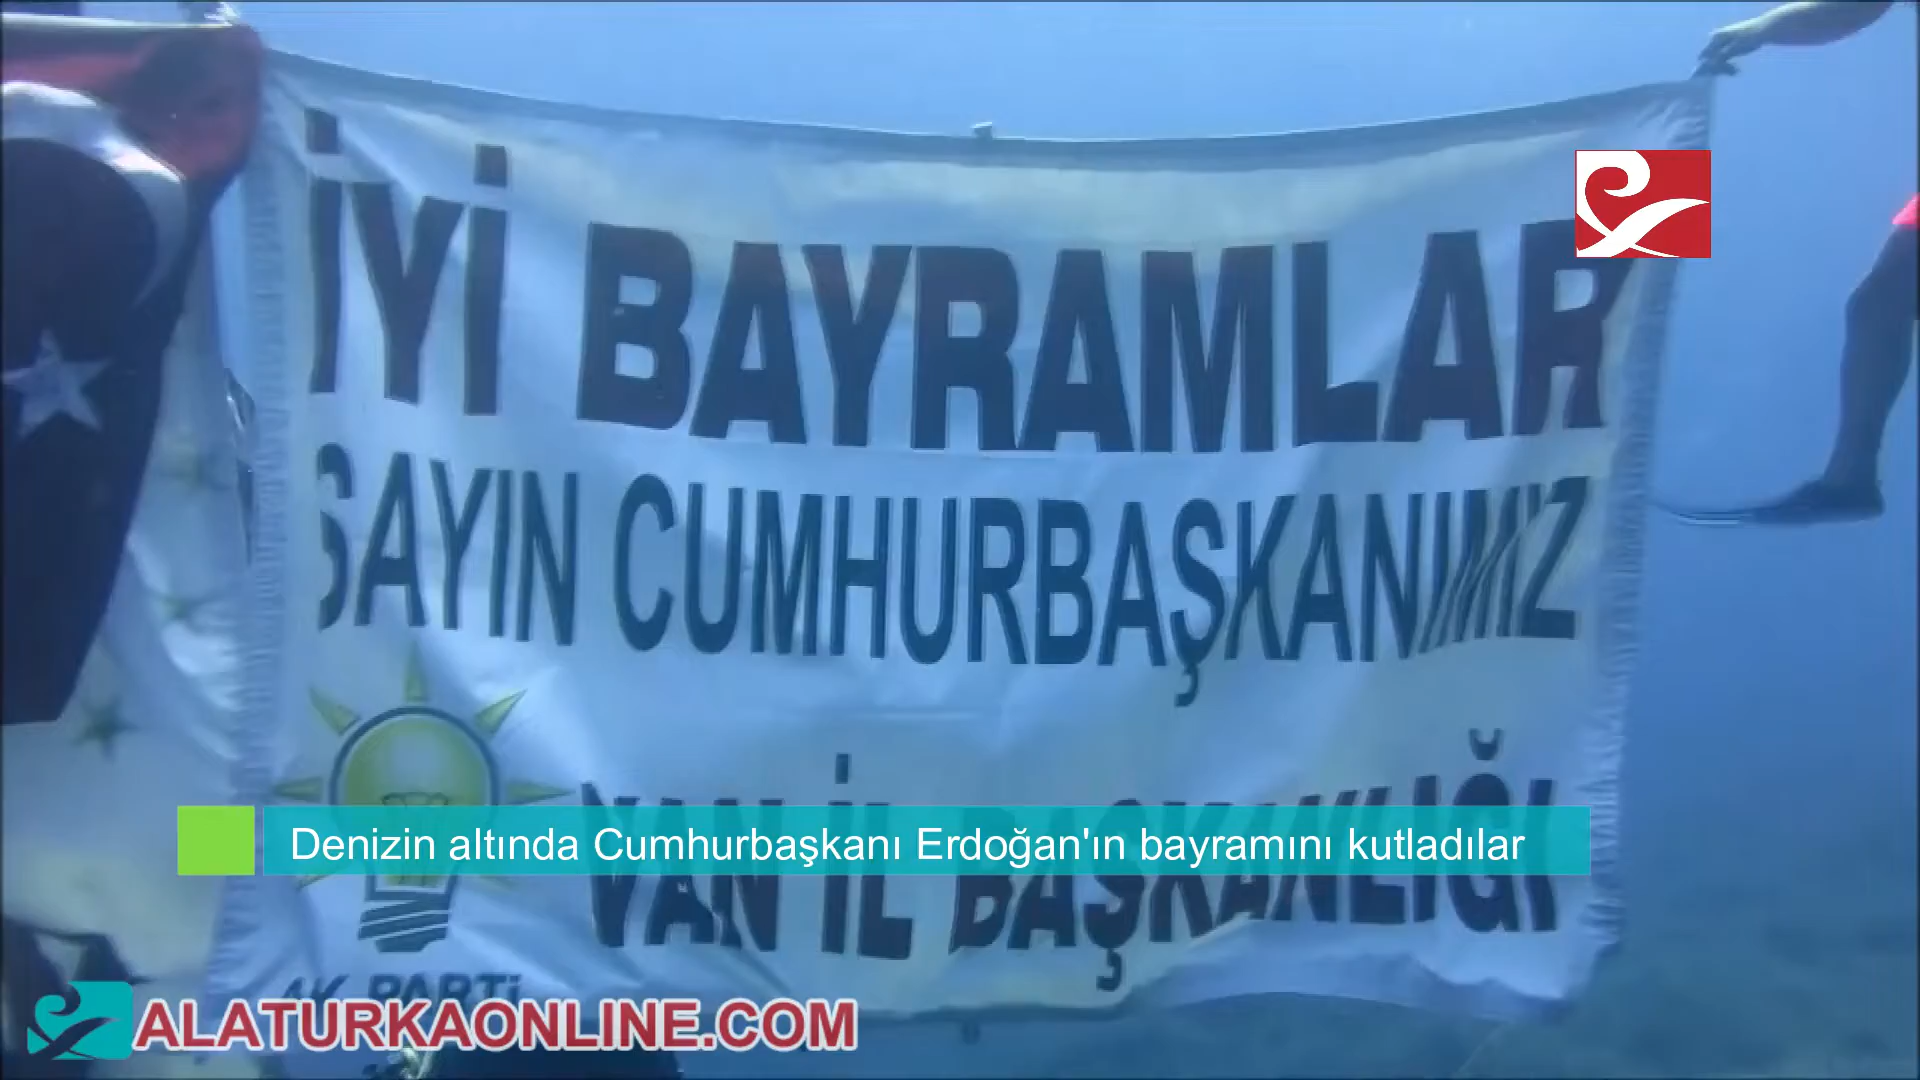 İYİ BAYRAMLAR
SAYIN CUMHURBAŞKANIMIZ
VAN İL BAŞKANLIĞI
Denizin altında Cumhurbaşkanı Erdoğan'ın bayramını kutladılar
AK PARTİ
ALATURKAONLINE.COM